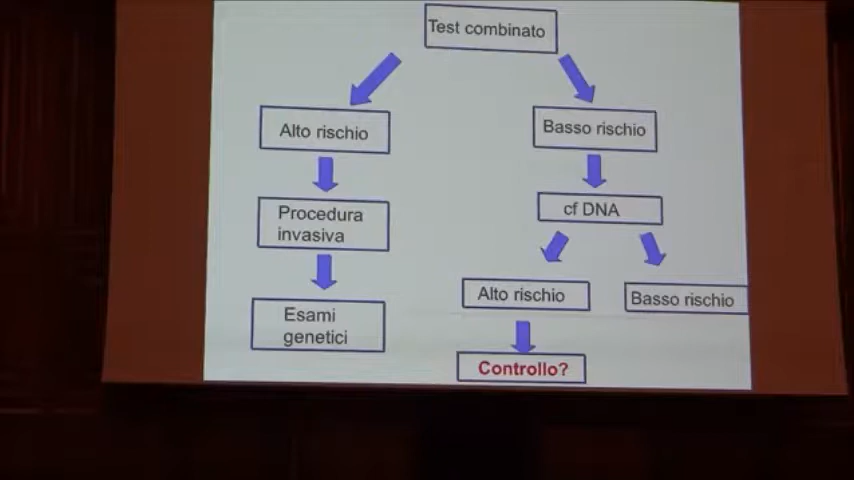 Test combinato
Alto rischio
Basso rischio
Procedura
invasiva
cf DNA
Esami
genetici
Alto rischio
Basso rischio
Controllo?